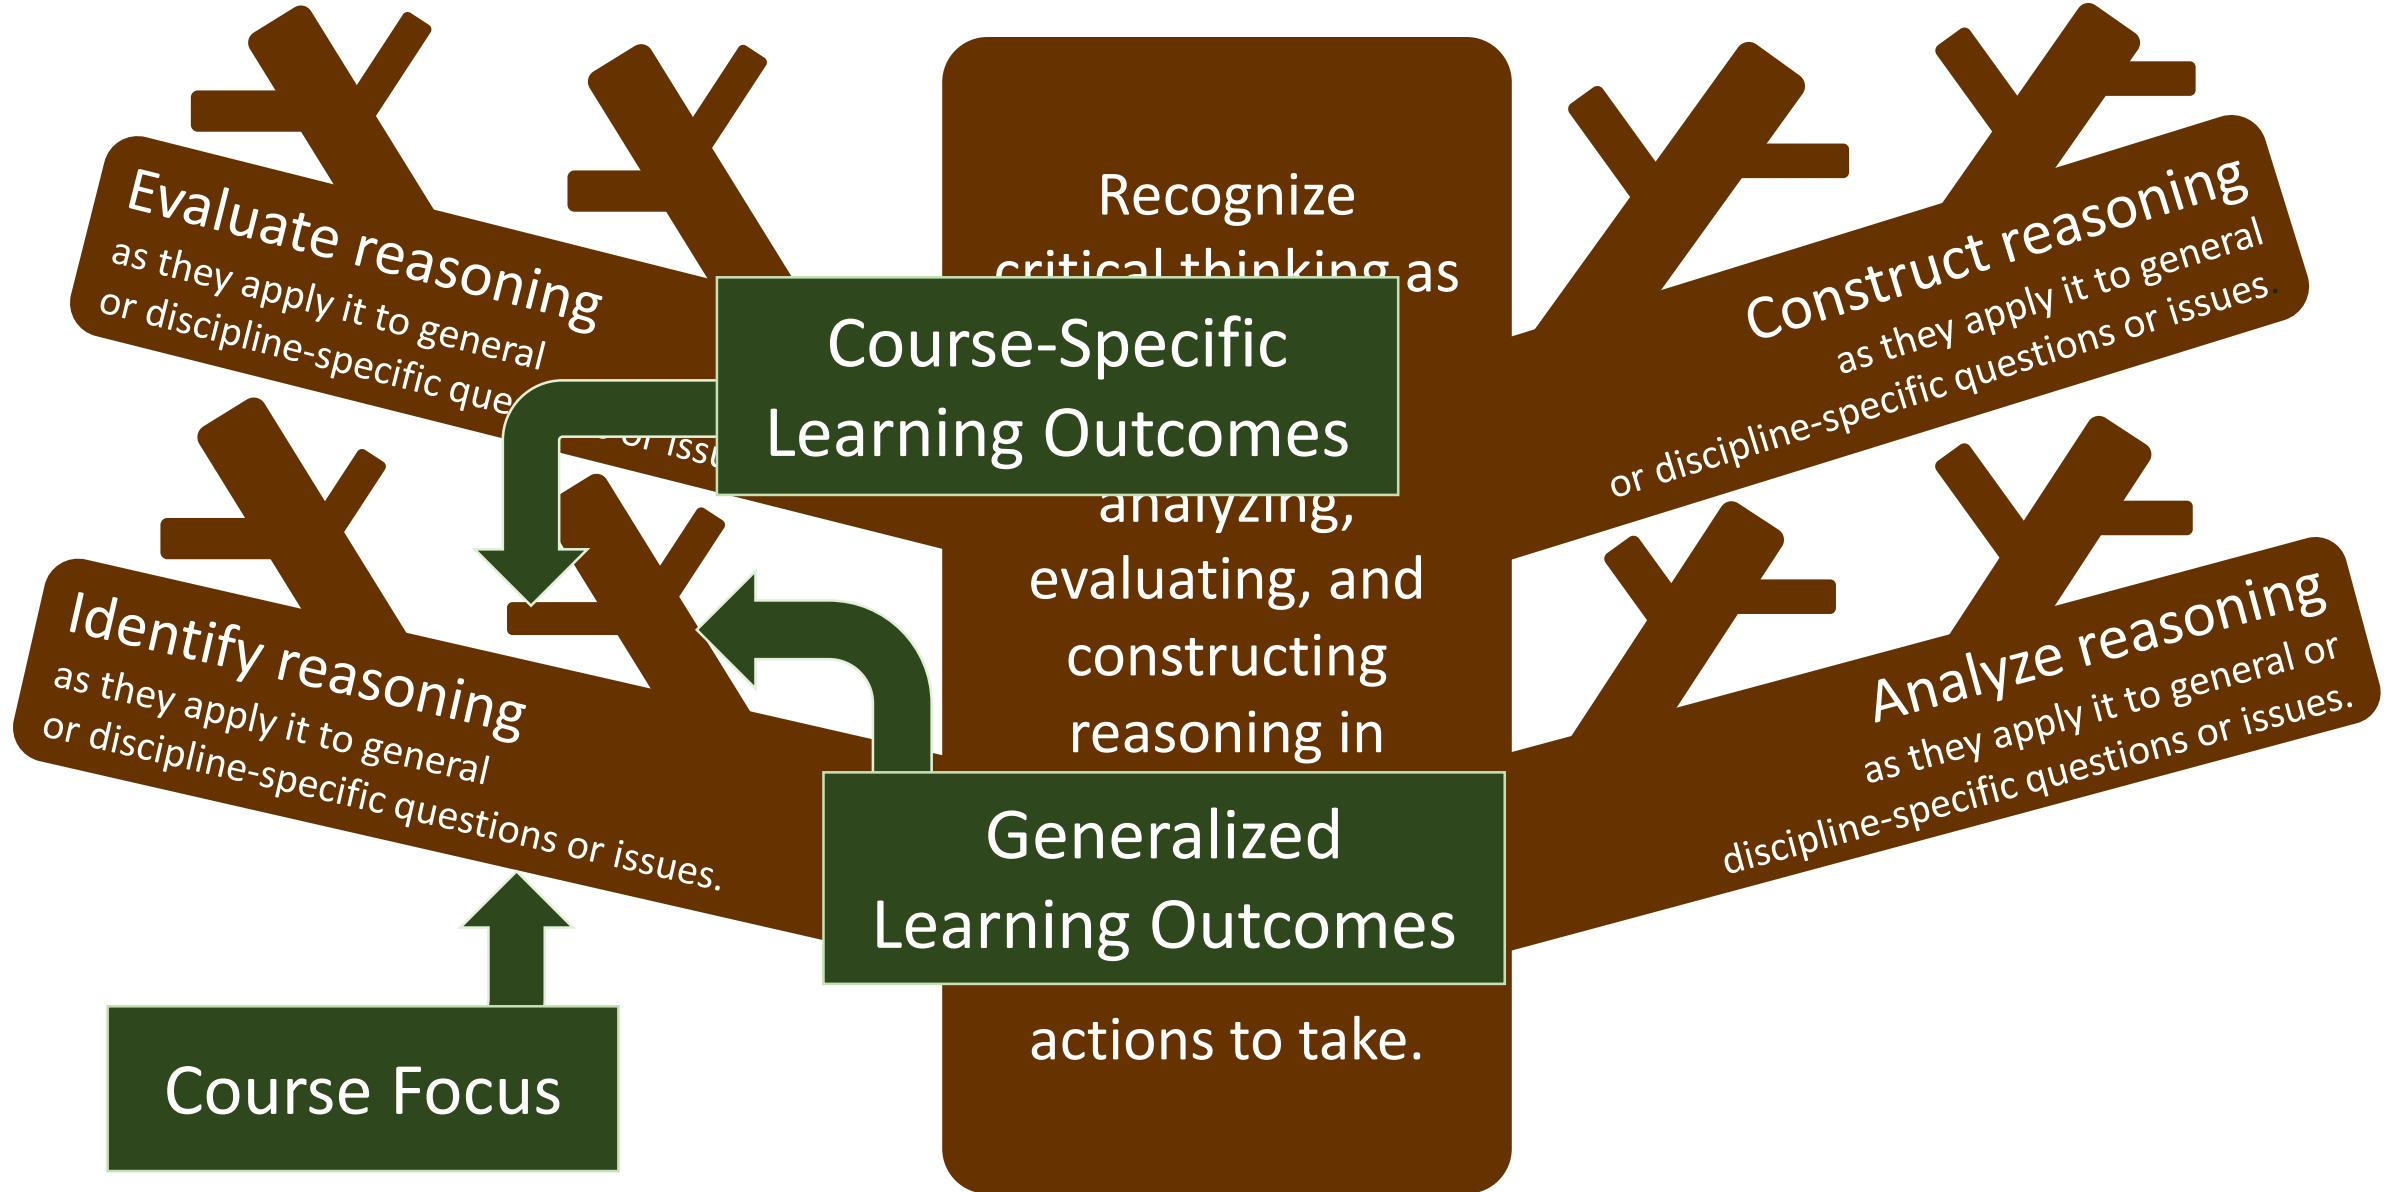 Evaluate reasoning
as they apply it to general
or discipline-specific que
or issu
Identify reasoning
as they apply it to general
or discipline-specific questions or issues.
Course Focus
Recognize
critical thinking as
analyzing,
evaluating, and
constructing
reasoning in
actions to take.
Course-Specific
Learning Outcomes
Generalized
Learning Outcomes
Construct reasoning
as they apply it to general
or discipline-specific questions or issues.
Analyze reasoning
as they apply it to general or
discipline-specific questions or issues.